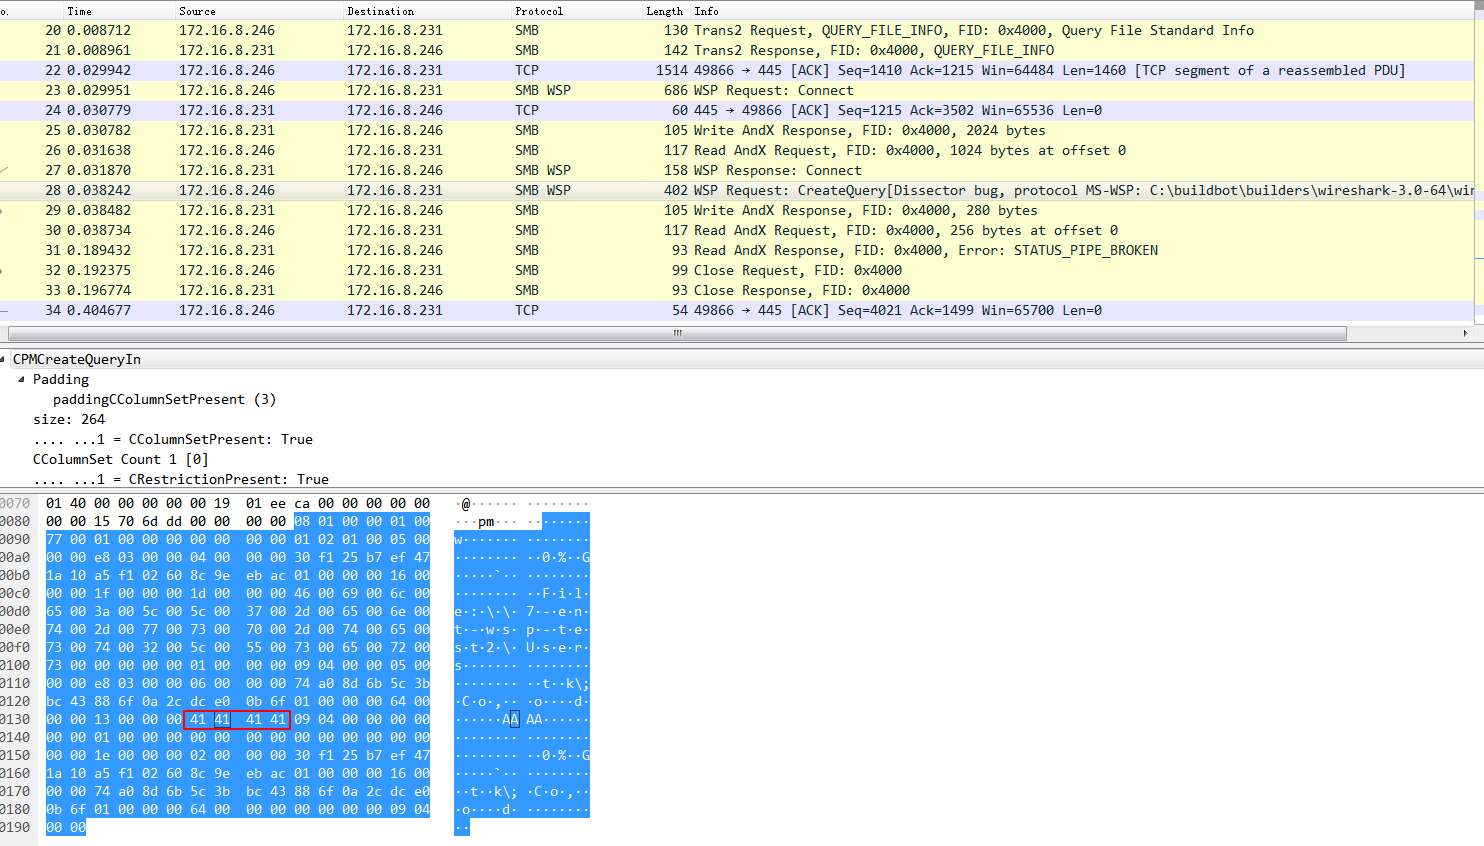 o. Time Source Destination Protocol Length Info
20 0.008712 172.16.8.246 172.16.8.231 SMB 130 Trans2 Request, QUERY_FILE_INFO, FID: 0x4000, Query File Standard Info
21 0.008961 172.16.8.231 172.16.8.246 SMB 142 Trans2 Response, FID: 0x4000, QUERY_FILE_INFO
22 0.029942 172.16.8.246 172.16.8.231 TCP 1514 49866 → 445 [ACK] Seq=1410 Ack=1215 Win=64484 Len=1460 [TCP segment of a reassembled PDU]
23 0.029951 172.16.8.246 172.16.8.231 SMB WSP 686 WSP Request: Connect
24 0.030779 172.16.8.231 172.16.8.246 TCP 60 445 → 49866 [ACK] Seq=1215 Ack=3502 Win=65536 Len=0
25 0.030782 172.16.8.231 172.16.8.246 SMB 105 Write AndX Response, FID: 0x4000, 2024 bytes
26 0.031638 172.16.8.246 172.16.8.231 SMB 117 Read AndX Request, FID: 0x4000, 1024 bytes at offset 0
27 0.031870 172.16.8.231 172.16.8.246 SMB WSP 158 WSP Response: Connect
28 0.038242 172.16.8.246 172.16.8.231 SMB WSP 402 WSP Request: CreateQuery[Dissector bug, protocol MS-WSP: C:\buildbot\builders\wireshark-3.0-64\wir
29 0.038482 172.16.8.231 172.16.8.246 SMB 105 Write AndX Response, FID: 0x4000, 280 bytes
30 0.038734 172.16.8.246 172.16.8.231 SMB 117 Read AndX Request, FID: 0x4000, 256 bytes at offset 0
31 0.189432 172.16.8.231 172.16.8.246 SMB 93 Read AndX Response, FID: 0x4000, Error: STATUS_PIPE_BROKEN
32 0.192375 172.16.8.246 172.16.8.231 SMB 99 Close Request, FID: 0x4000
33 0.196774 172.16.8.231 172.16.8.246 SMB 93 Close Response, FID: 0x4000
34 0.404677 172.16.8.246 172.16.8.231 TCP 54 49866 → 445 [ACK] Seq=4021 Ack=1499 Win=65700 Len=0
CPMCreateQueryIn
Padding
paddingCColumnSetPresent (3)
size: 264
.... ...1 = CColumnSetPresent: True
CColumnSet Count 1 [0]
.... ...1 = CRestrictionPresent: True
0070 01 40 00 00 00 00 00 19 01 ee ca 00 00 00 00 00 ·@······ ········
0080 00 00 15 70 6d dd 00 00 00 00 08 01 00 00 01 00 ···pm··· ········
0090 77 00 01 00 00 00 00 00 00 00 01 02 01 00 05 00 w······· ········
00a0 00 00 e8 03 00 00 04 00 00 00 30 f1 25 b7 ef 47 ········ ··0·%··G
00b0 1a 10 a5 f1 02 60 8c 9e eb ac 01 00 00 00 16 00 ·····`·· ········
00c0 00 00 1f 00 00 00 1d 00 00 00 46 00 69 00 6c 00 ········ ··F·i·l·
00d0 65 00 3a 00 5c 00 5c 00 37 00 2d 00 65 00 6e 00 e·:·\·\· 7·-·e·n·
00e0 74 00 2d 00 77 00 73 00 70 00 2d 00 74 00 65 00 t·-·w·s· p·-·t·e·
00f0 73 00 74 00 32 00 5c 00 55 00 73 00 65 00 72 00 s·t·2·\· U·s·e·r·
0100 73 00 00 00 00 00 01 00 00 00 09 04 00 00 05 00 s······· ········
0110 00 00 e8 03 00 00 06 00 00 00 74 a0 8d 6b 5c 3b ········ ··t··k\;
0120 bc 43 88 6f 0a 2c dc e0 0b 6f 01 00 00 00 64 00 ·C·o·,·· ·o····d·
0130 00 00 13 00 00 00 41 41 41 41 09 04 00 00 00 00 ······AA AA······
0140 00 00 01 00 00 00 00 00 00 00 00 00 00 00 00 00 ········ ········
0150 00 00 1e 00 00 00 02 00 00 00 30 f1 25 b7 ef 47 ········ ··0·%··G
0160 1a 10 a5 f1 02 60 8c 9e eb ac 01 00 00 00 16 00 ·····`·· ········
0170 00 00 74 a0 8d 6b 5c 3b bc 43 88 6f 0a 2c dc e0 ··t··k\; ·C·o·,··
0180 0b 6f 01 00 00 00 64 00 00 00 00 00 00 00 09 04 ·o····d· ········
0190 00 00 ··